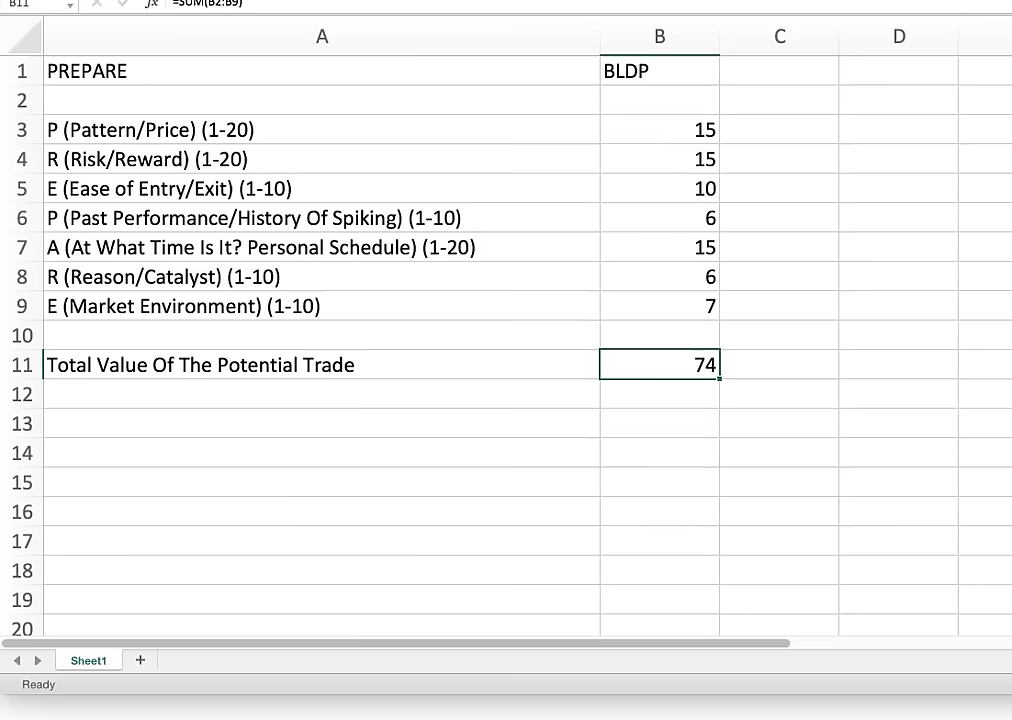 B11 fx =SUM(B2:B9)
A B C D
1 PREPARE BLDP
2
3 P (Pattern/Price) (1-20) 15
4 R (Risk/Reward) (1-20) 15
5 E (Ease of Entry/Exit) (1-10) 10
6 P (Past Performance/History Of Spiking) (1-10) 6
7 A (At What Time Is It? Personal Schedule) (1-20) 15
8 R (Reason/Catalyst) (1-10) 6
9 E (Market Environment) (1-10) 7
10
11 Total Value Of The Potential Trade 74
12
13
14
15
16
17
18
19
20
Sheet1 +
Ready